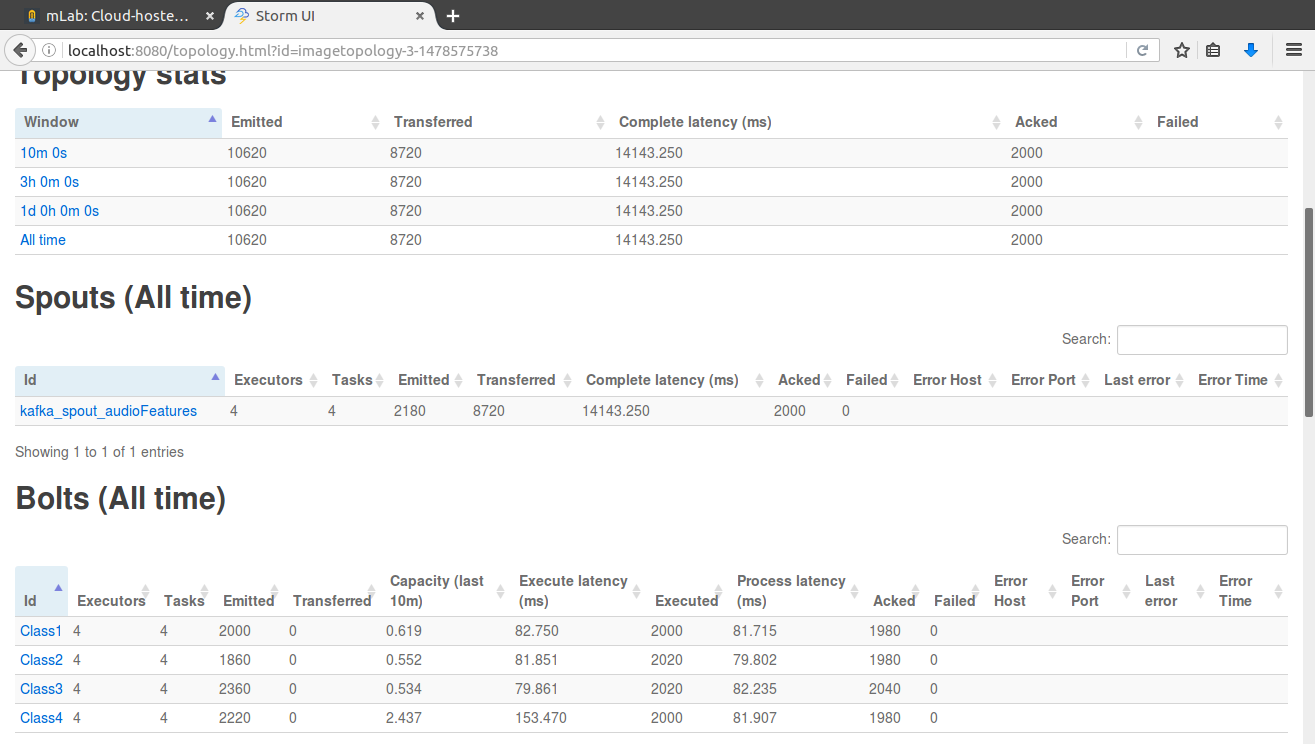 mLab: Cloud-hoste... × Storm UI ×
localhost:8080/topology.html?id=imagetopology-3-1478575738
Topology stats
Window Emitted Transferred Complete latency (ms) Acked Failed
10m 0s 10620 8720 14143.250 2000
3h 0m 0s 10620 8720 14143.250 2000
1d 0h 0m 0s 10620 8720 14143.250 2000
All time 10620 8720 14143.250 2000
Spouts (All time)
Search:
Id Executors Tasks Emitted Transferred Complete latency (ms) Acked Failed Error Host Error Port Last error Error Time
kafka_spout_audioFeatures 4 4 2180 8720 14143.250 2000 0
Showing 1 to 1 of 1 entries
Bolts (All time)
Search:
Id Executors Tasks Emitted Transferred Capacity (last 10m) Execute latency (ms) Executed Process latency (ms) Acked Failed Error Host Error Port Last error Error Time
Class1 4 4 2000 0 0.619 82.750 2000 81.715 1980 0
Class2 4 4 1860 0 0.552 81.851 2020 79.802 1980 0
Class3 4 4 2360 0 0.534 79.861 2020 82.235 2040 0
Class4 4 4 2220 0 2.437 153.470 2000 81.907 1980 0